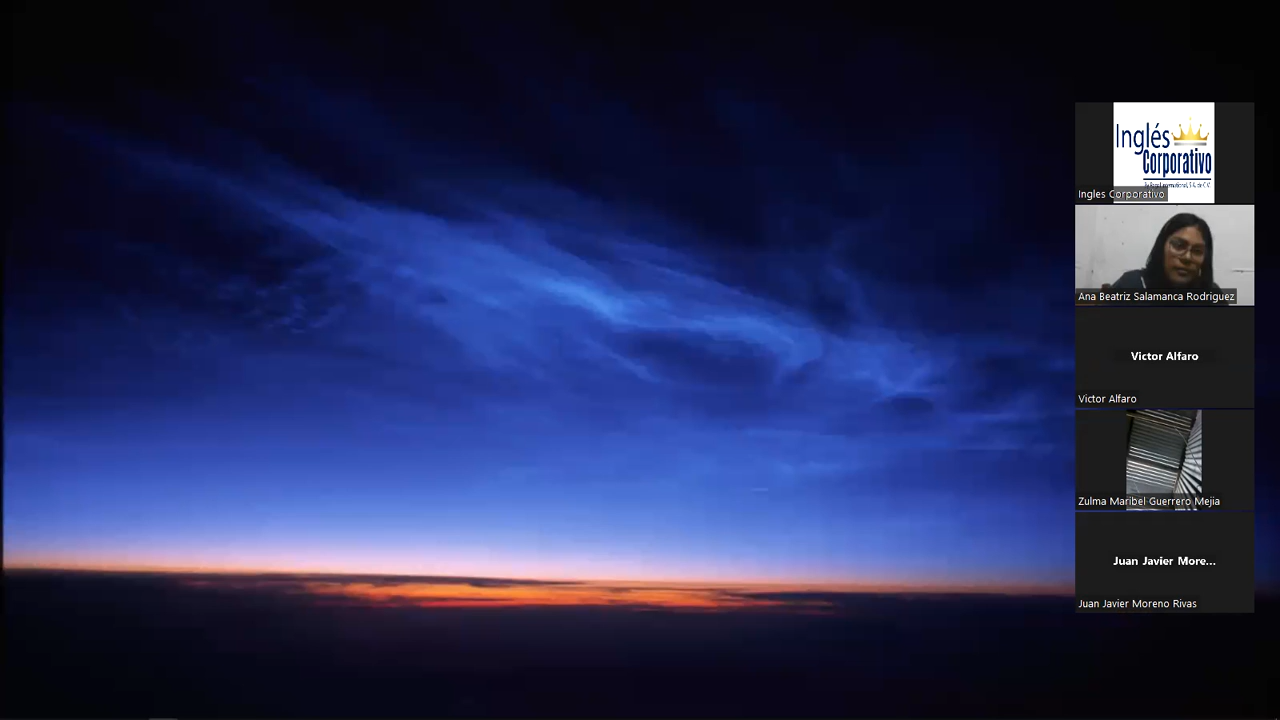 Inglés
Corporativo
Ingles Corporativo
Ana Beatriz Salamanca Rodriguez
Victor Alfaro
Victor Alfaro
Zulma Maribel Guerrero Mejia
Juan Javier More...
Juan Javier Moreno Rivas